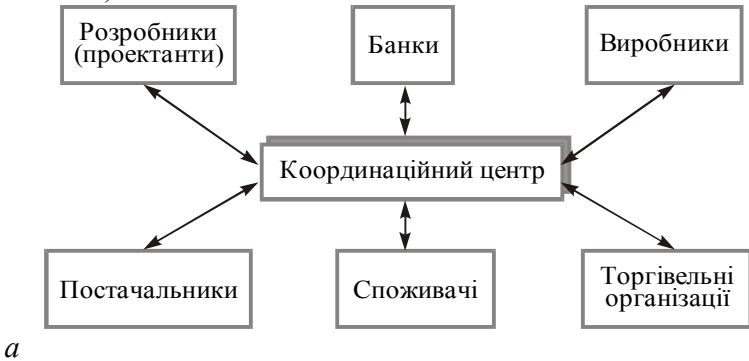 Розробники
(проектанти)
Банки
Виробники
Координаційний центр
Постачальники
Споживачі
Торгівельні
організації
а